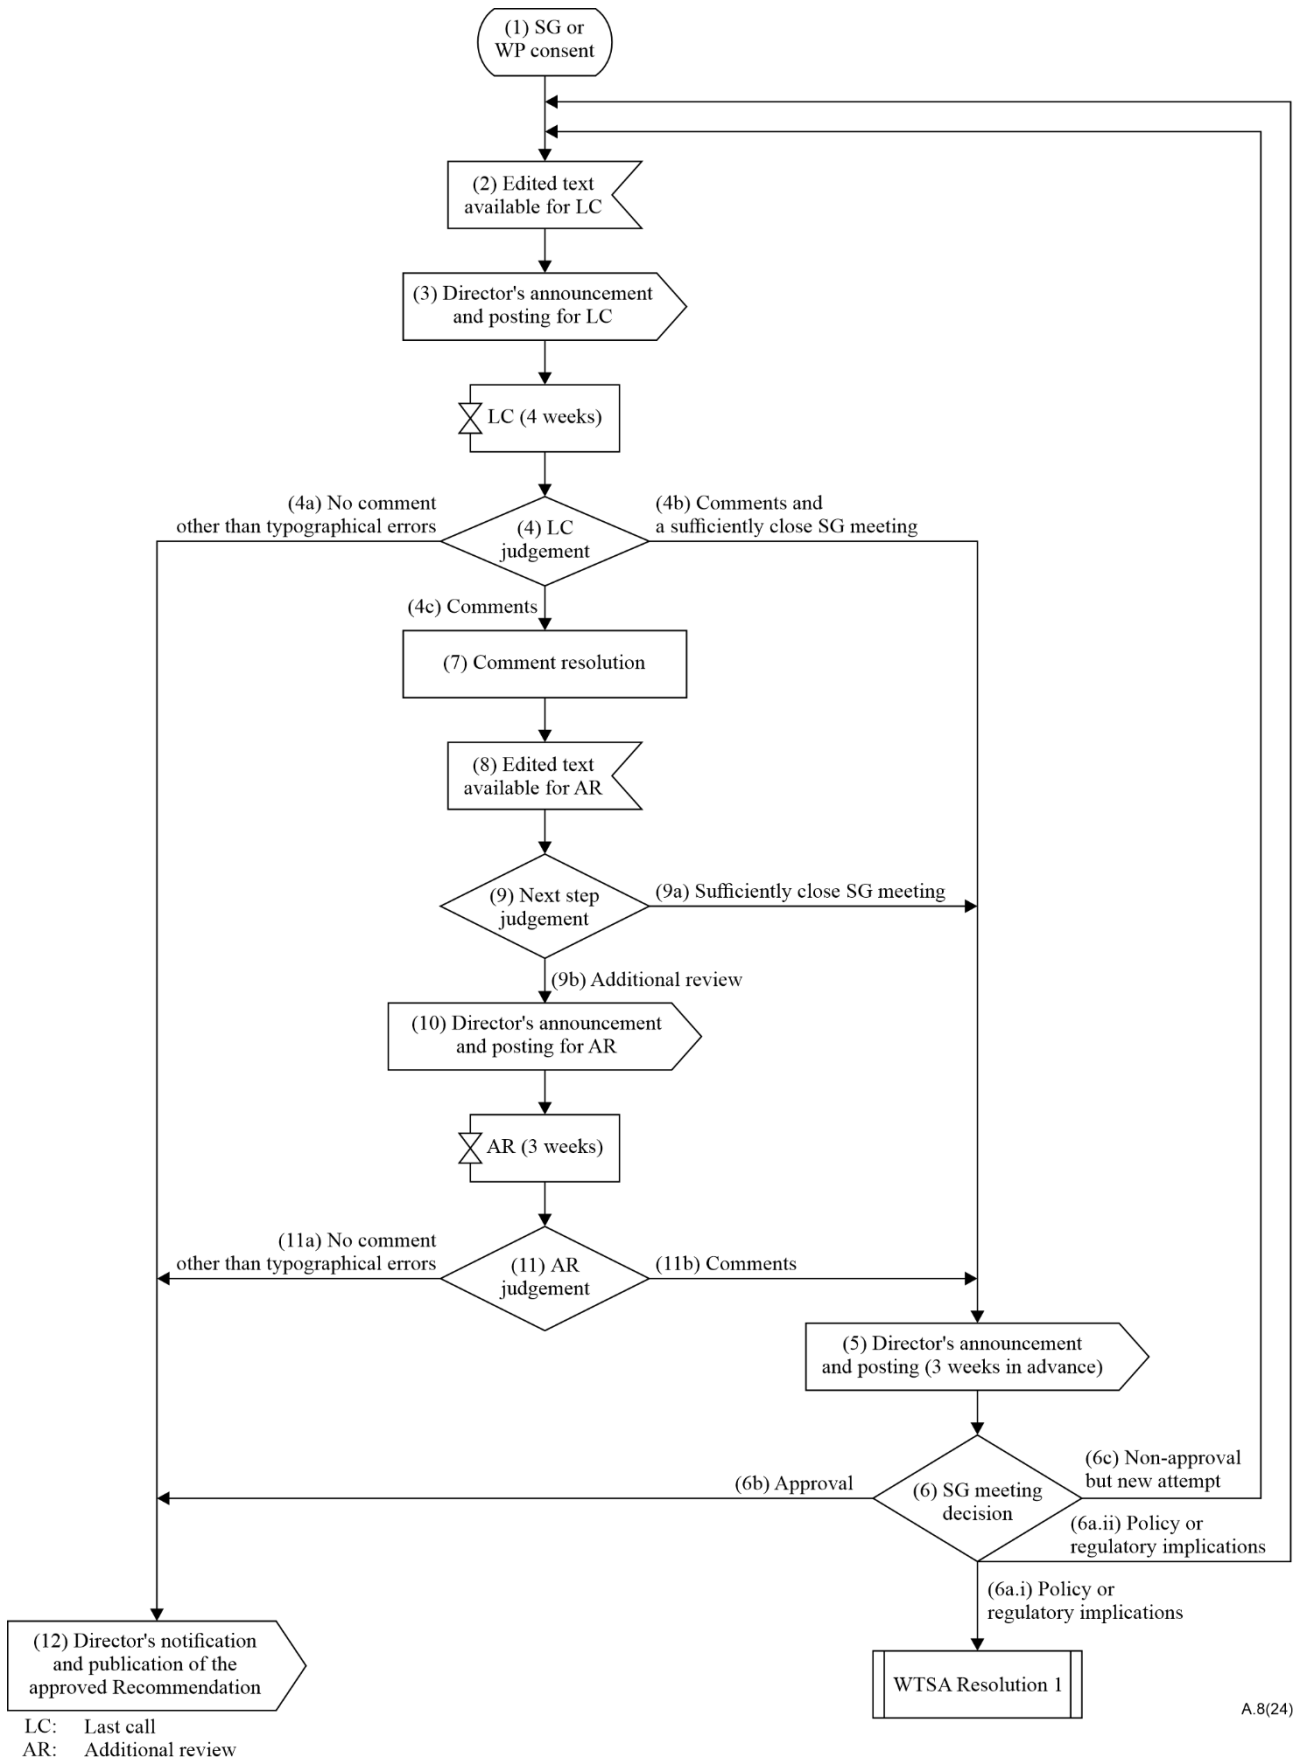 (1) SG or
WP consent
(2) Edited text
available for LC
(3) Director's announcement
and posting for LC
LC (4 weeks)
(4a) No comment
other than typographical errors
(4) LC
judgement
(4b) Comments and
a sufficiently close SG meeting
(4c) Comments
(7) Comment resolution
(8) Edited text
available for AR
(9) Next step
judgement
(9a) Sufficiently close SG meeting
(9b) Additional review
(10) Director's announcement
and posting for AR
AR (3 weeks)
(11a) No comment
other than typographical errors
(11) AR
judgement
(11b) Comments
(5) Director's announcement
and posting (3 weeks in advance)
(6b) Approval
(6) SG meeting
decision
(6c) Non-approval
but new attempt
(6a.ii) Policy or
regulatory implications
(6a.i) Policy or
regulatory implications
(12) Director's notification
and publication of the
approved Recommendation
WTSA Resolution 1
A.8(24)
LC: Last call
AR: Additional review